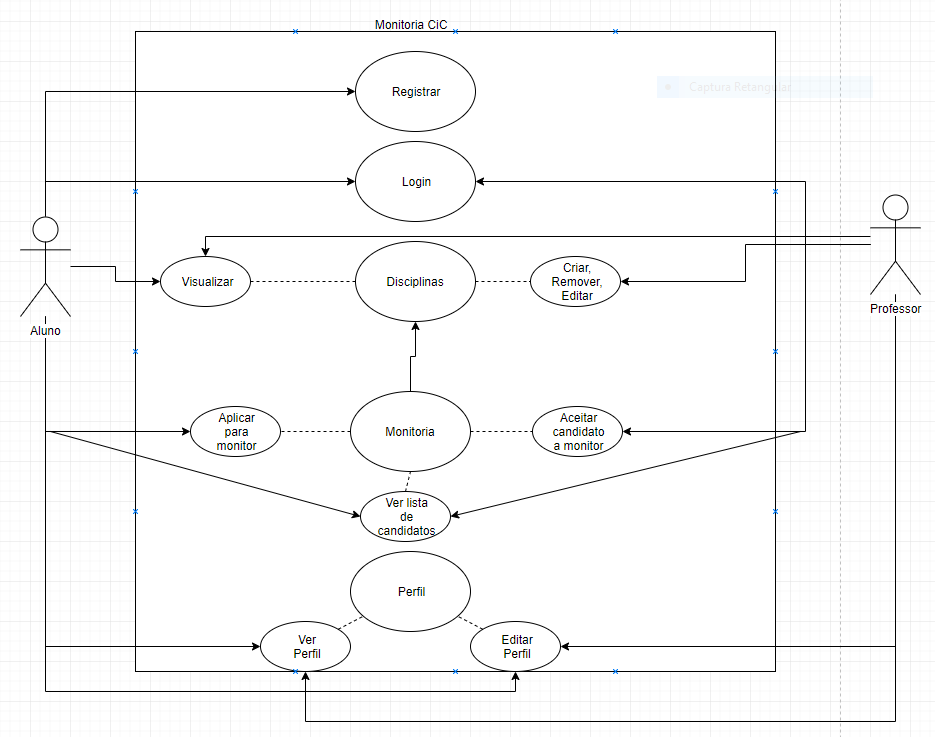 Monitoria CiC
Registrar
Captura Retangular
Login
Visualizar
Disciplinas
Criar,
Remover,
Editar
Professor
Aluno
Aplicar
para
monitor
Monitoria
Aceitar
candidato
a monitor
Ver lista
de
candidatos
Perfil
Ver
Perfil
Editar
Perfil